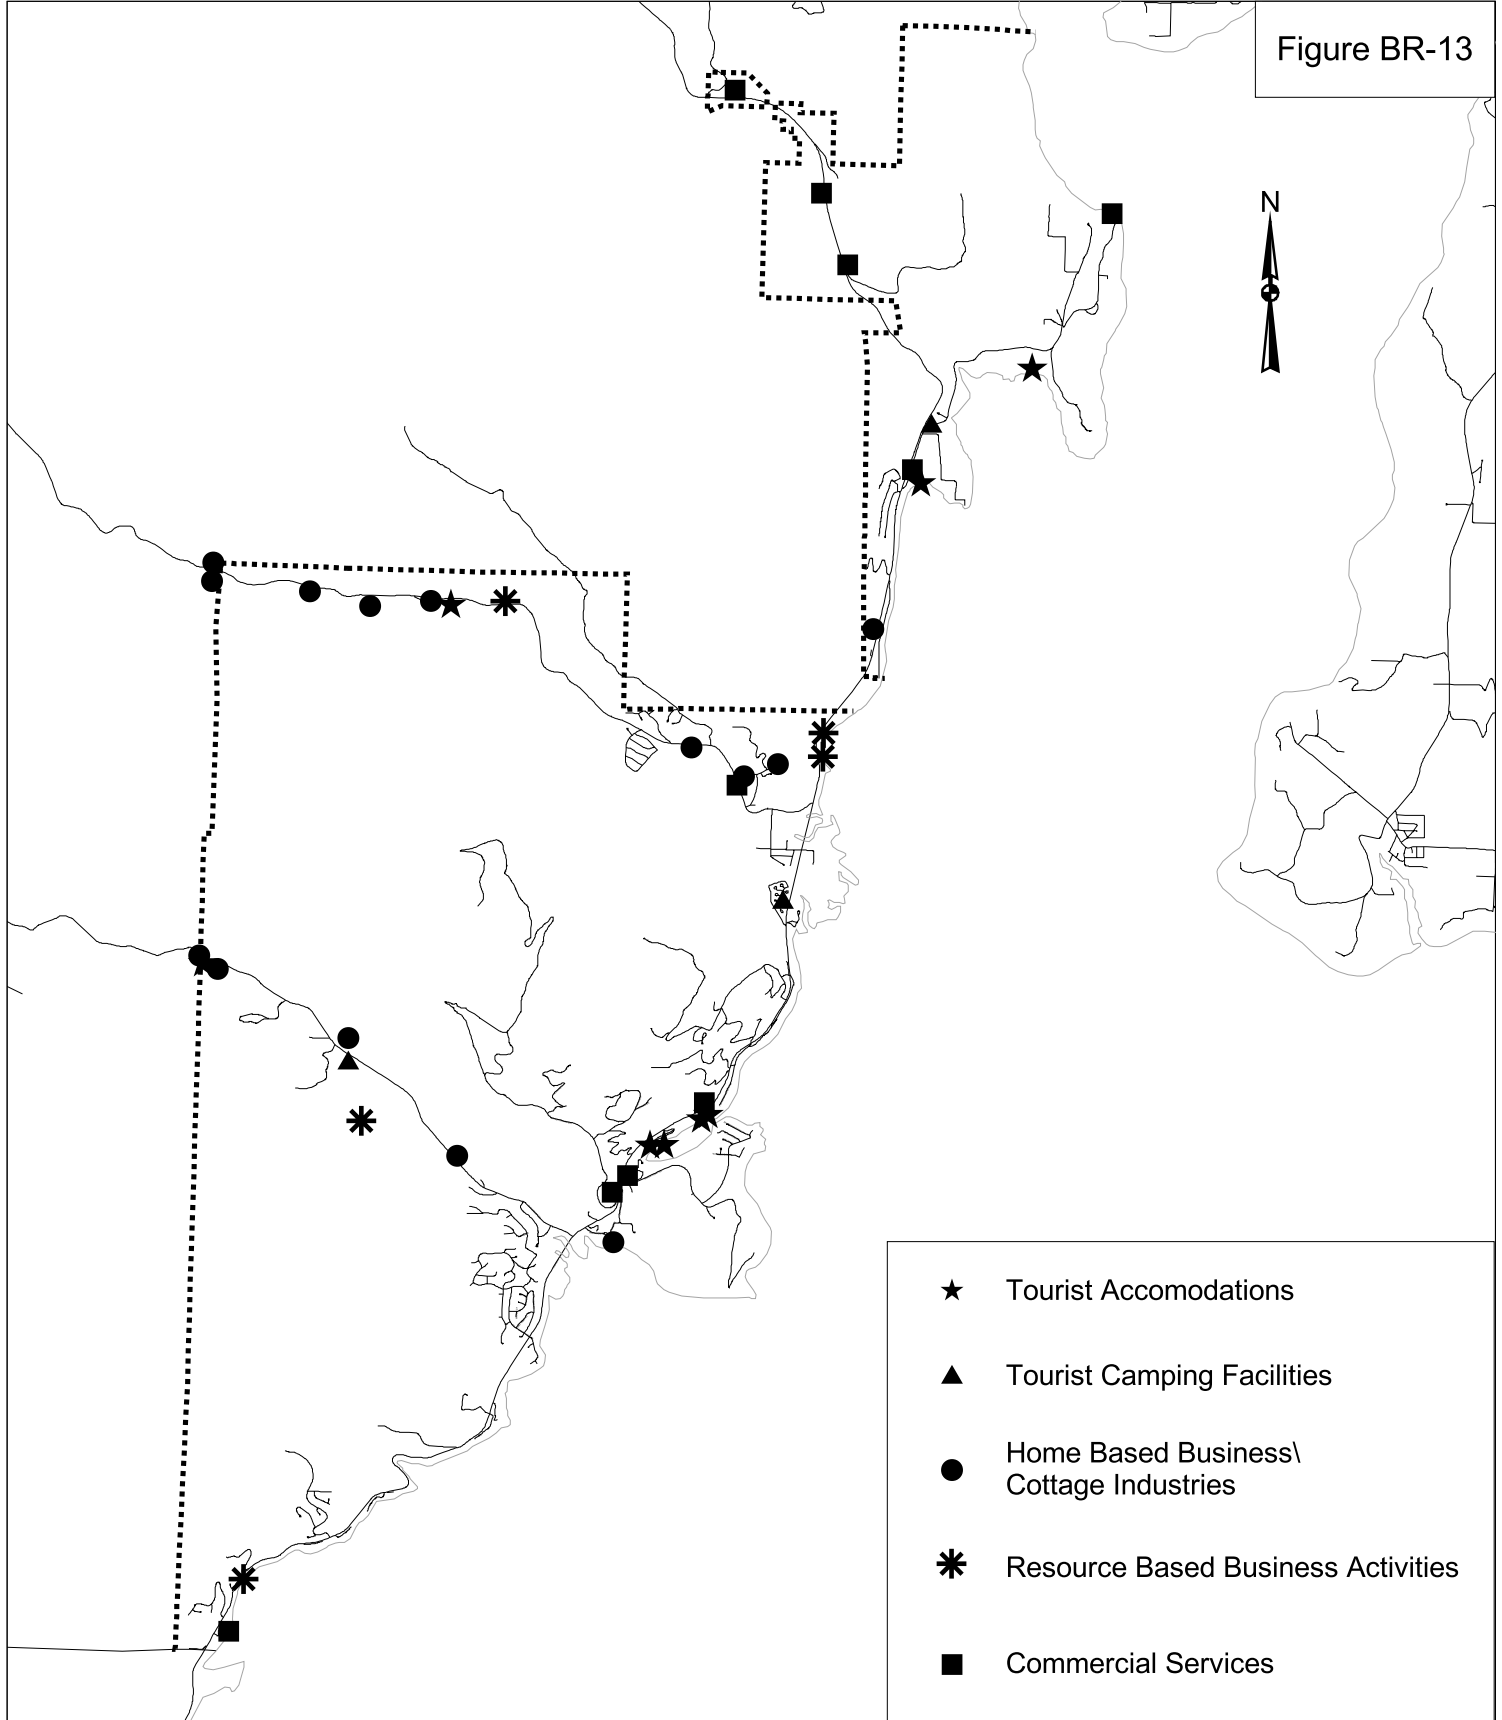 Figure BR-13
N
Tourist Accomodations
Tourist Camping Facilities
Home Based Business\
Cottage Industries
Resource Based Business Activities
Commercial Services